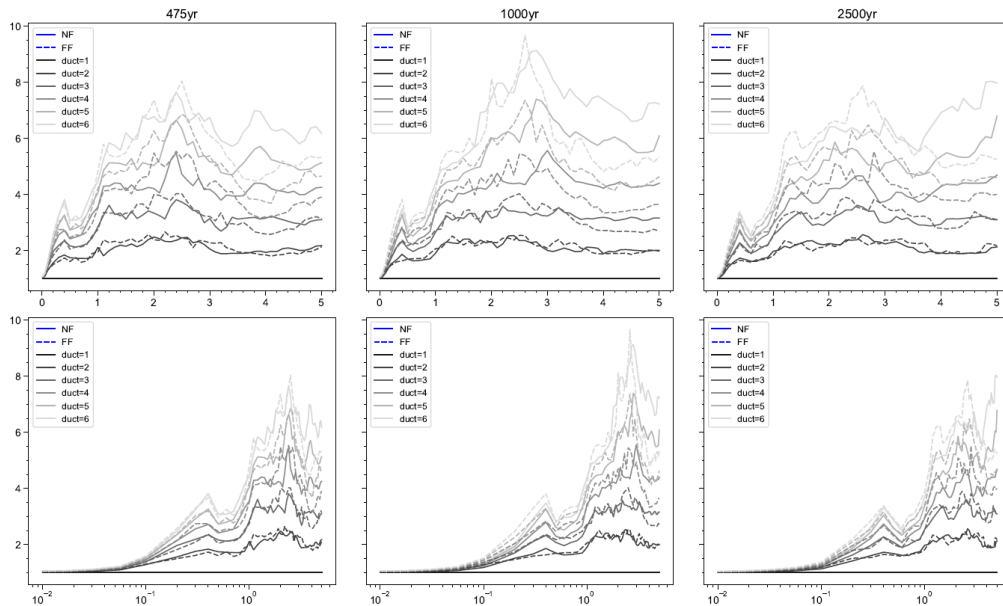 475yr
1000yr
2500yr
10
8
6
4
2
NF
FF
duct=1
duct=2
duct=3
duct=4
duct=5
duct=6
0 1 2 3 4 5
NF
FF
duct=1
duct=2
duct=3
duct=4
duct=5
duct=6
0 1 2 3 4 5
NF
FF
duct=1
duct=2
duct=3
duct=4
duct=5
duct=6
0 1 2 3 4 5
10
8
6
4
2
NF
FF
duct=1
duct=2
duct=3
duct=4
duct=5
duct=6
10⁻² 10⁻¹ 10⁰
NF
FF
duct=1
duct=2
duct=3
duct=4
duct=5
duct=6
10⁻² 10⁻¹ 10⁰
NF
FF
duct=1
duct=2
duct=3
duct=4
duct=5
duct=6
10⁻² 10⁻¹ 10⁰